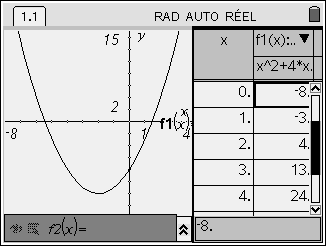 1.1 RAD AUTO RÉEL
15 y
2
x
-8 f1(x) 4
f2(x)=
x f1(x):.. ▼
x^2+4*x.
0. -8.
1. -3.
2. 4.
3. 13.
4. 24.
-8.